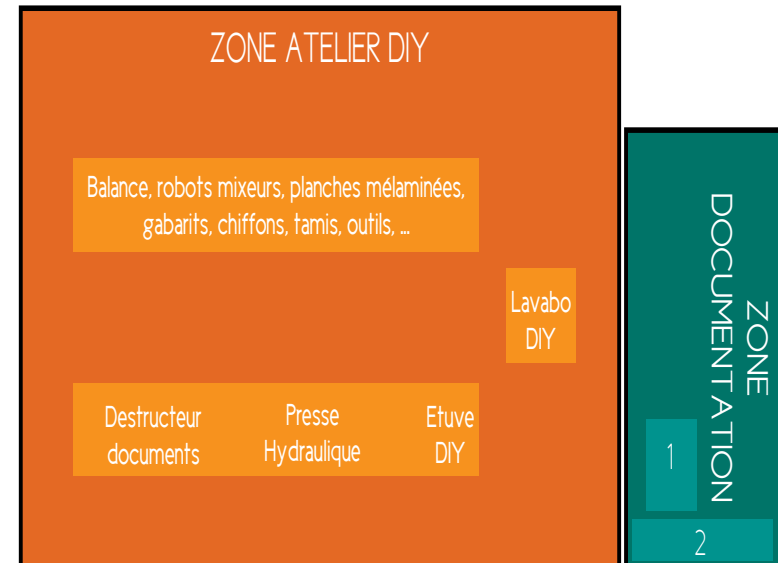 ZONE ATELIER DIY
Balance, robots mixeurs, planches mélaminées,
gabarits, chiffons, tamis, outils, ...
Lavabo
DIY
Destructeur
documents
Presse
Hydraulique
Etuve
DIY
ZONE
DOCUMENTATION
1
2